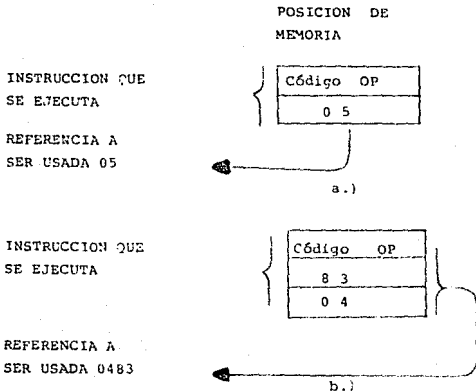 POSICION DE
MEMORIA
INSTRUCCION QUE
SE EJECUTA
Código OP
0 5
REFERENCIA A
SER USADA 05
a.)
INSTRUCCION QUE
SE EJECUTA
Código OP
8 3
0 4
REFERENCIA A
SER USADA 0483
b.)